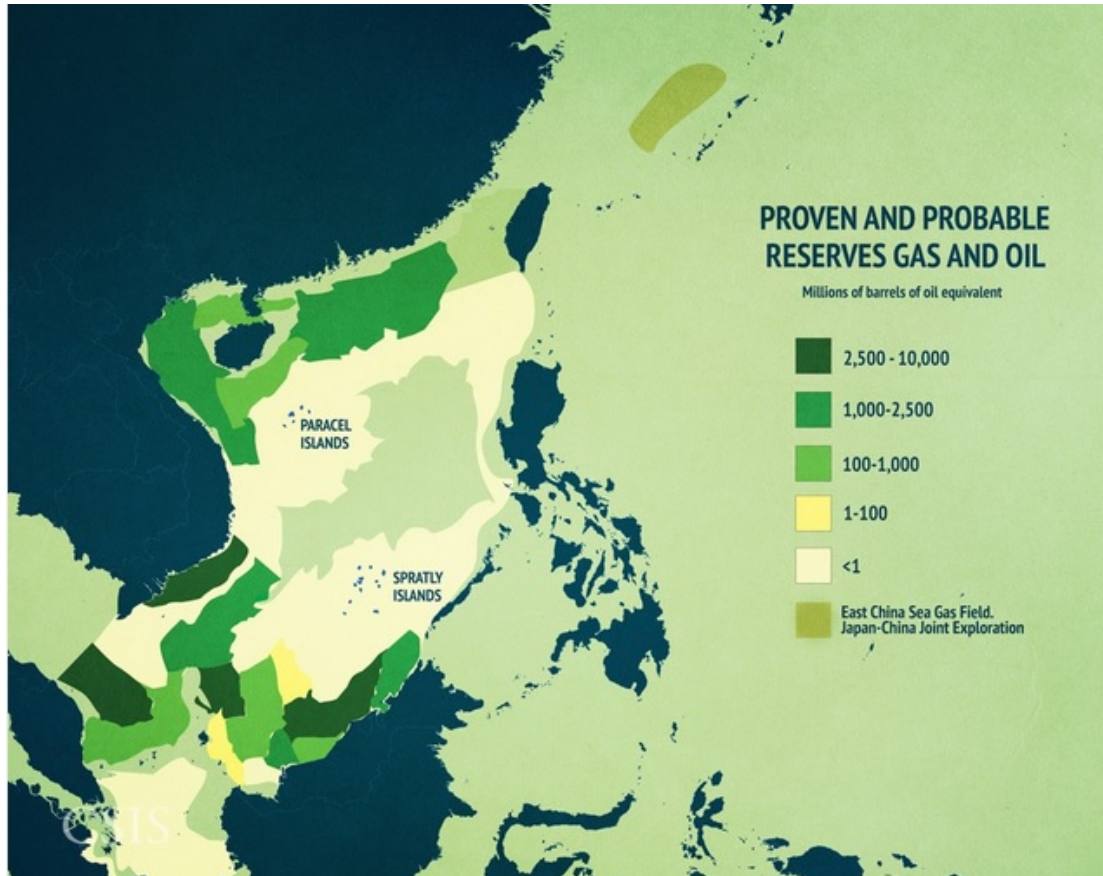 PROVEN AND PROBABLE
RESERVES GAS AND OIL
Millions of barrels of oil equivalent
2,500 - 10,000
1,000-2,500
100-1,000
1-100
<1
East China Sea Gas Field.
Japan-China Joint Exploration
PARACEL
ISLANDS
SPRATLY
ISLANDS
CSIS